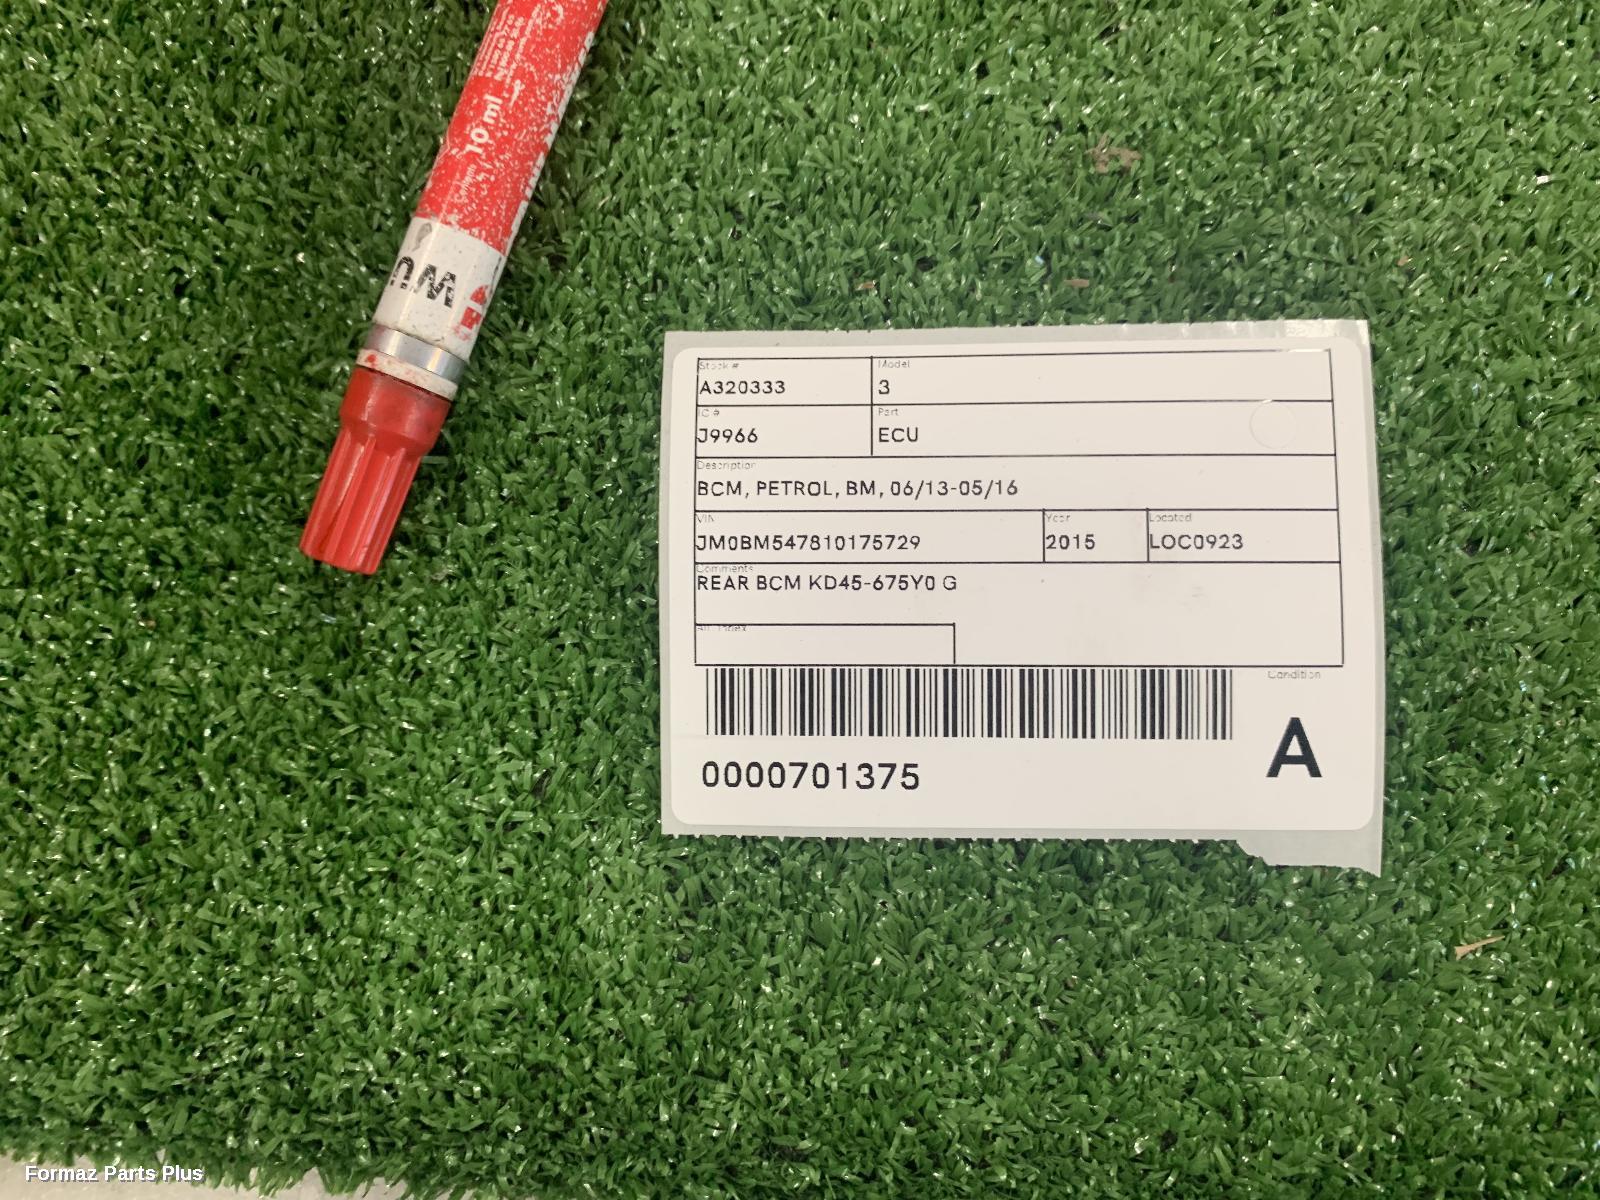 10 ml
Stock #
A320333
Model
3
IC #
J9966
Part
ECU
Description
BCM, PETROL, BM, 06/13-05/16
VIN
JM0BM547810175729
Year
2015
Located
LOC0923
Comments
REAR BCM KD45-675Y0 G
Condition
A
0000701375
Formaz Parts Plus